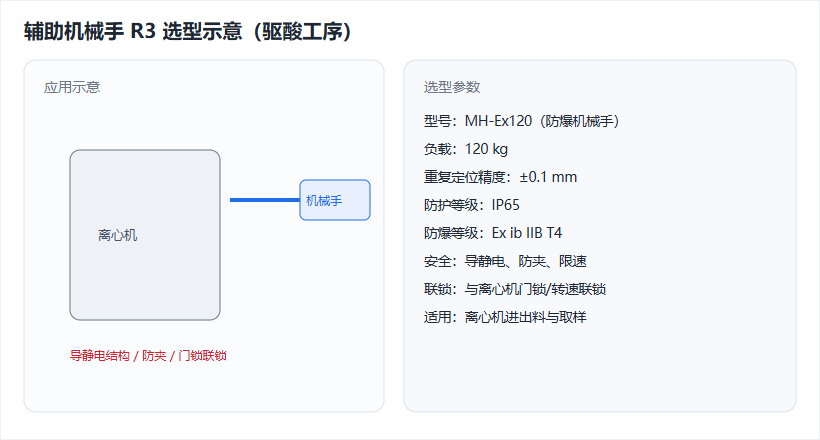 辅助机械手 R3 选型示意（驱酸工序）
应用示意
离心机
机械手
导静电结构 / 防夹 / 门锁联锁
选型参数
型号：MH-Ex120（防爆机械手）
负载：120 kg
重复定位精度：±0.1 mm
防护等级：IP65
防爆等级：Ex ib IIB T4
安全：导静电、防夹、限速
联锁：与离心机门锁/转速联锁
适用：离心机进出料与取样